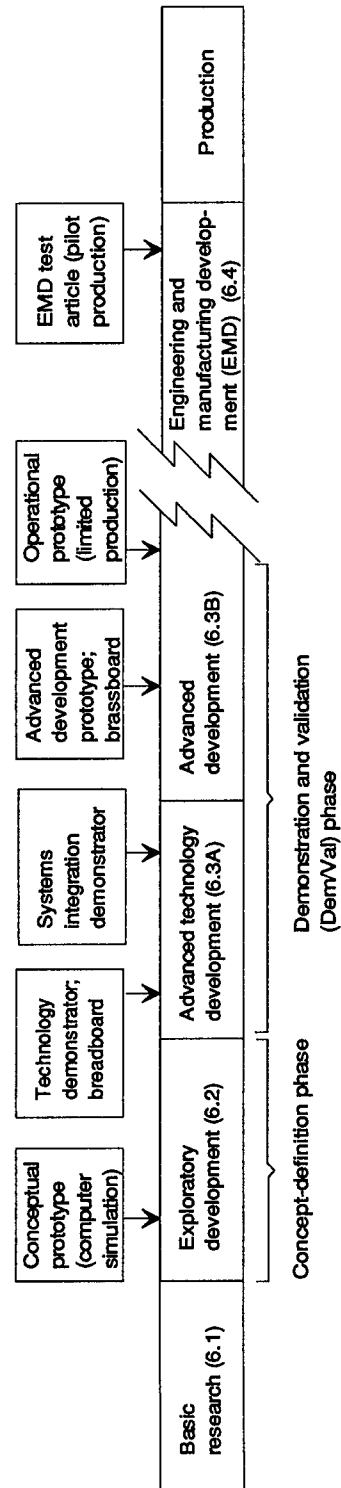 Conceptual
prototype
(computer
simulation)
Technology
demonstrator;
breadboard
Systems
integration
demonstrator
Advanced
development
prototype;
brassboard
Operational
prototype
(limited
production)
EMD test
article (pilot
production)
Basic
research (6.1)
Exploratory
development (6.2)
Advanced technology
development (6.3A)
Advanced
development (6.3B)
Engineering and
manufacturing develop-
ment (EMD) (6.4)
Production
Concept-definition phase
Demonstration and validation
(Dem/Val) phase